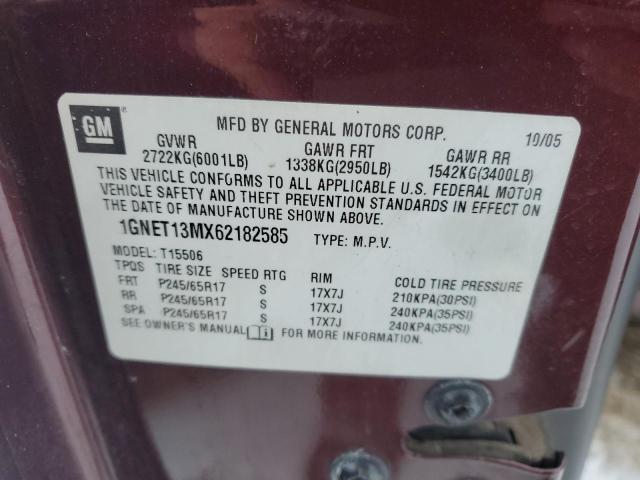 GM
MFD BY GENERAL MOTORS CORP. 10/05
GVWR GAWR FRT GAWR RR
2722KG(6001LB) 1338KG(2950LB) 1542KG(3400LB)
THIS VEHICLE CONFORMS TO ALL APPLICABLE U.S. FEDERAL MOTOR
VEHICLE SAFETY AND THEFT PREVENTION STANDARDS IN EFFECT ON
THE DATE OF MANUFACTURE SHOWN ABOVE.
1GNET13MX62182585 TYPE: M.P.V.
MODEL: T15506
TPQS TIRE SIZE SPEED RTG RIM COLD TIRE PRESSURE
FRT P245/65R17 S 17X7J 210KPA(30PSI)
RR P245/65R17 S 17X7J 240KPA(35PSI)
SPA P245/65R17 S 17X7J 240KPA(35PSI)
SEE OWNER'S MANUAL FOR MORE INFORMATION.